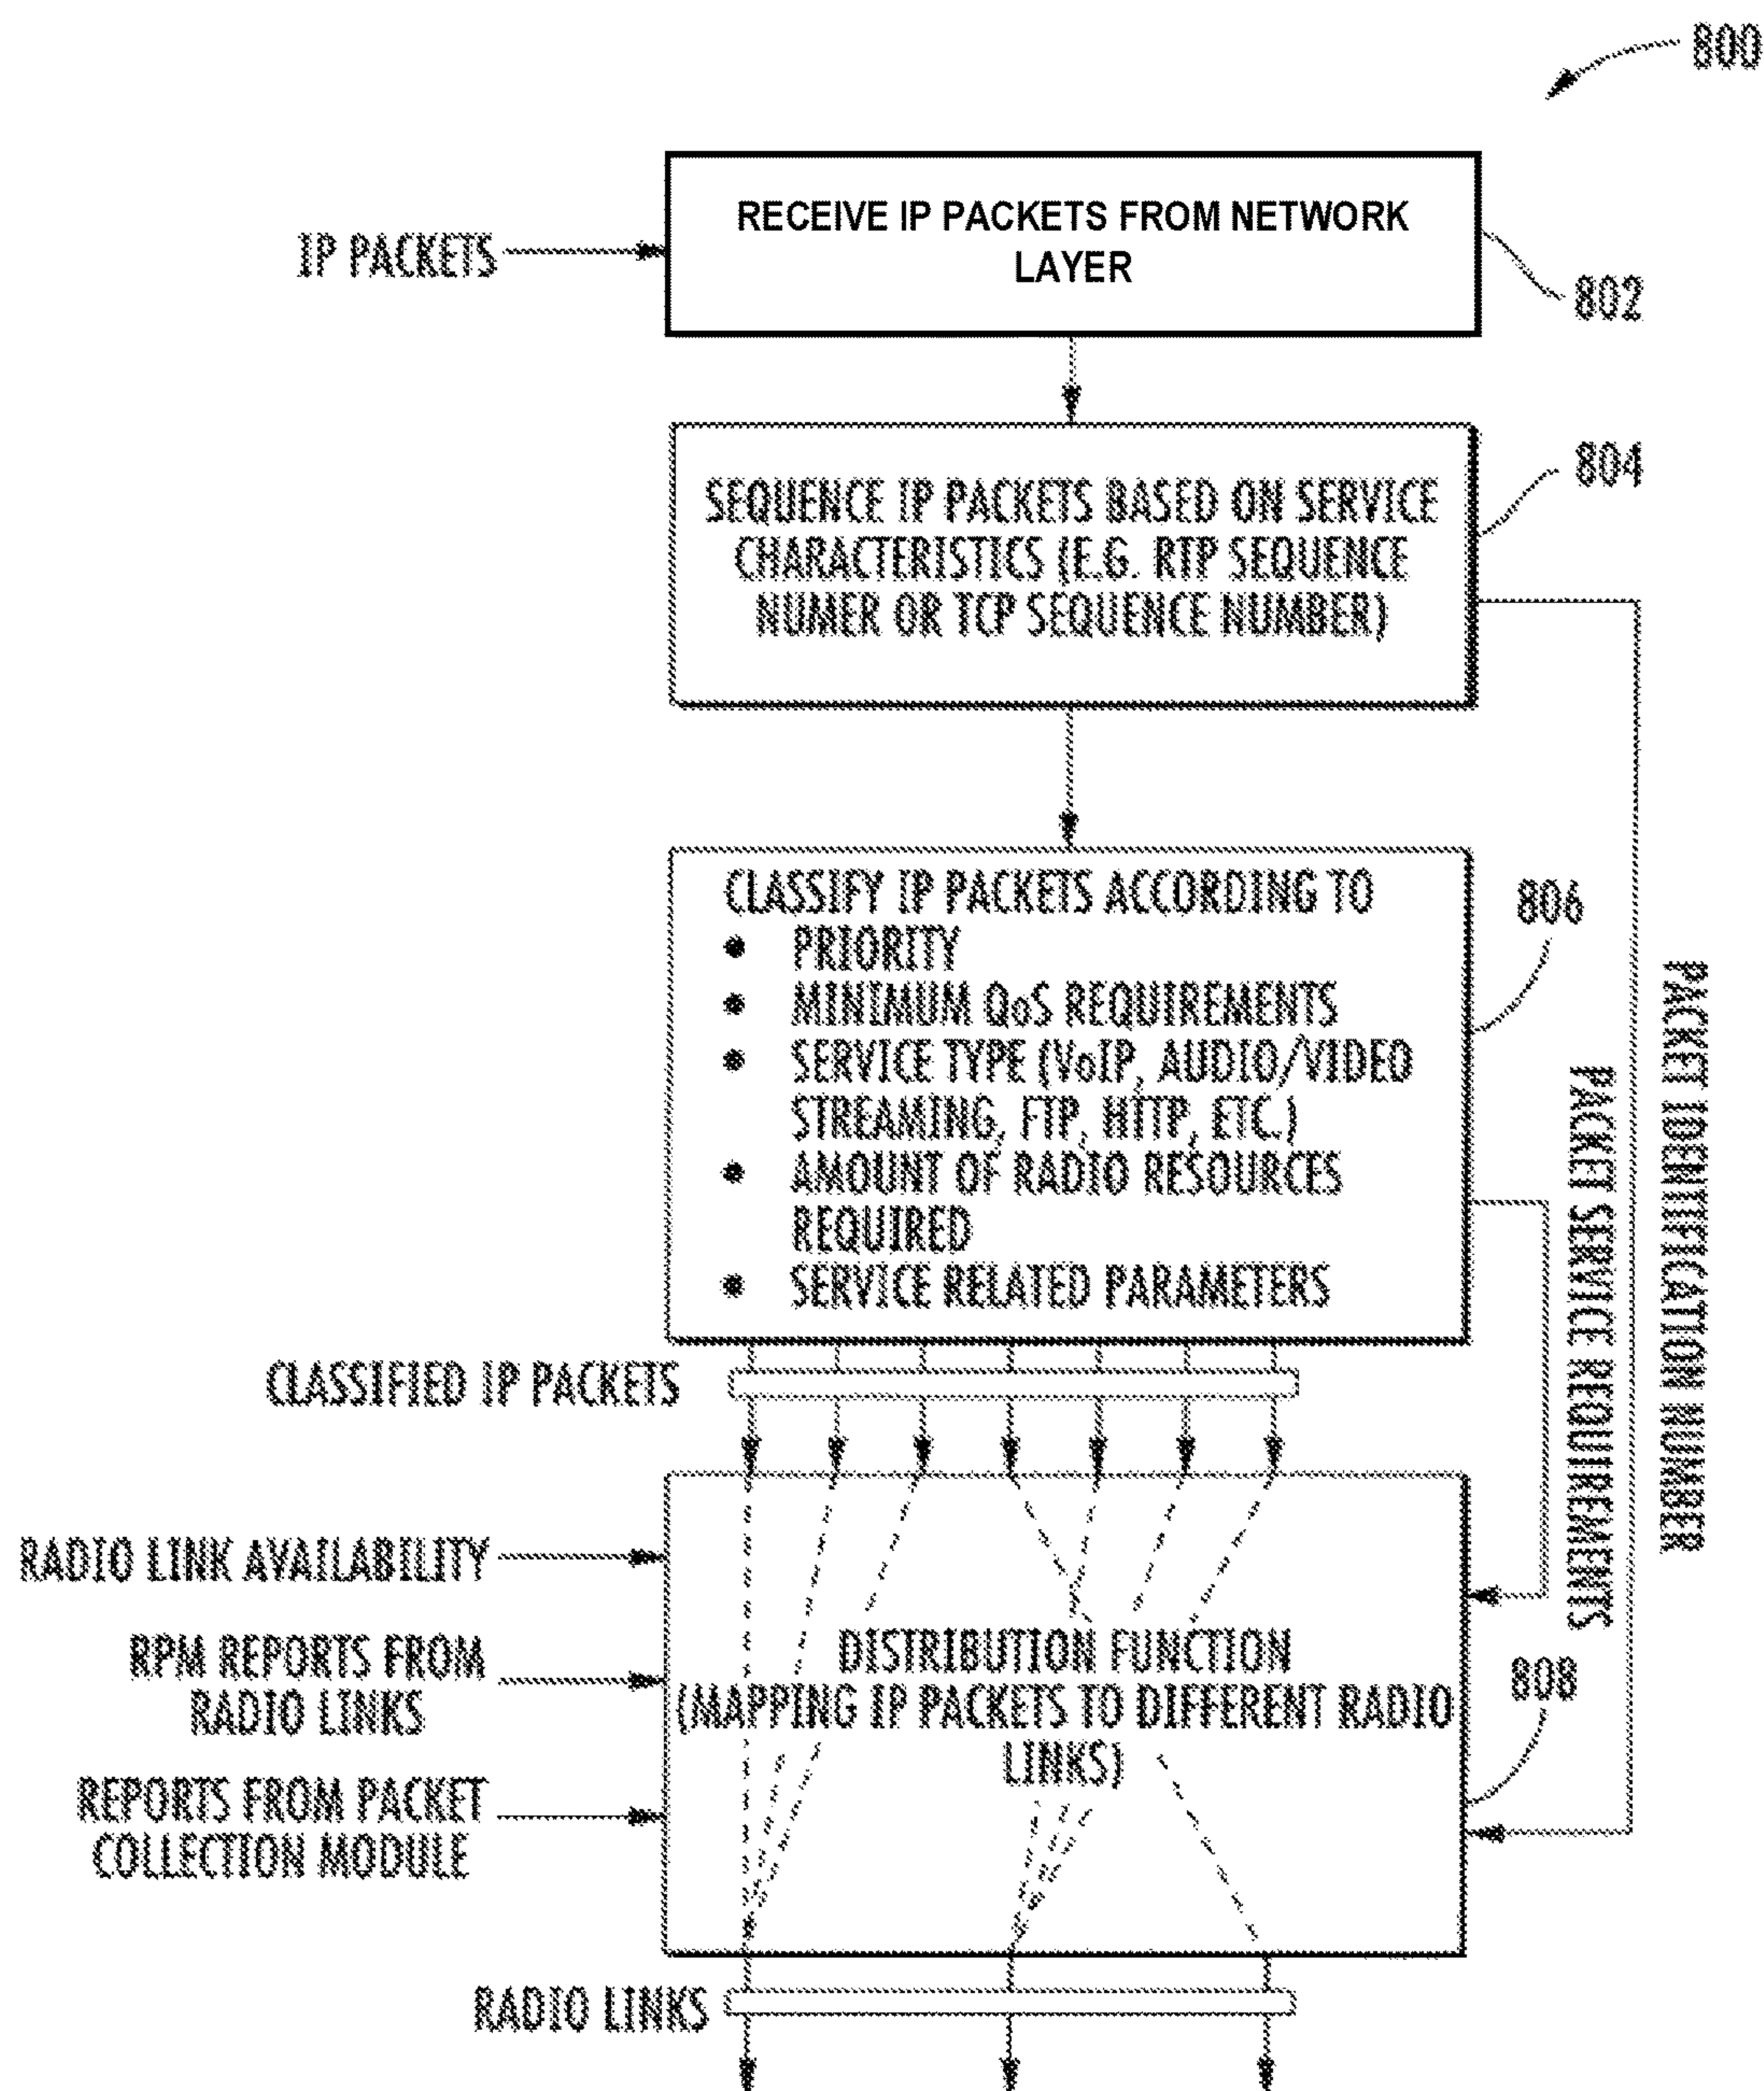 800
RECEIVE IP PACKETS FROM NETWORK
LAYER
IP PACKETS
802
804
SEQUENCE IP PACKETS BASED ON SERVICE
CHARACTERISTICS (E.G. RTP SEQUENCE
NUMER OR TCP SEQUENCE NUMBER)
CLASSIFY IP PACKETS ACCORDING TO
• PRIORITY
• MINIMUM QoS REQUIREMENTS
• SERVICE TYPE (VoIP, AUDIO/VIDEO
STREAMING, FTP, HTTP, ETC.)
• AMOUNT OF RADIO RESOURCES
REQUIRED
• SERVICE RELATED PARAMETERS
806
PACKET SERVICE REQUIREMENTS
PACKET IDENTIFICATION NUMBER
CLASSIFIED IP PACKETS
RADIO LINK AVAILABILITY
RPM REPORTS FROM
RADIO LINKS
REPORTS FROM PACKET
COLLECTION MODULE
DISTRIBUTION FUNCTION
(MAPPING IP PACKETS TO DIFFERENT RADIO
LINKS)
808
RADIO LINKS